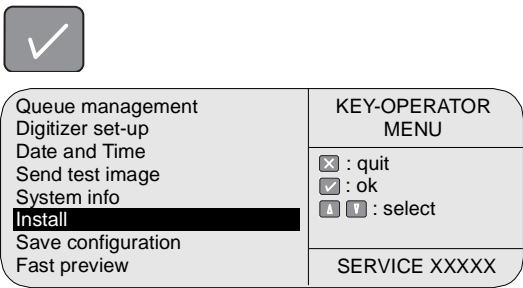 Queue management
Digitizer set-up
Date and Time
Send test image
System info
Install
Save configuration
Fast preview
KEY-OPERATOR
MENU
: quit
: ok
: select
SERVICE XXXXX